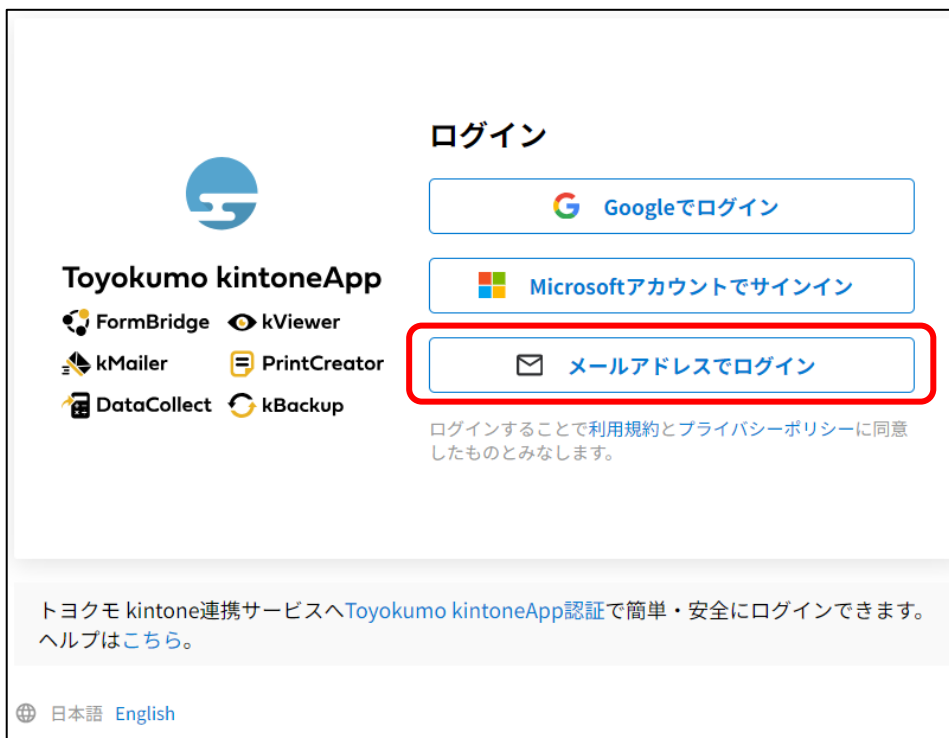 ログイン
Googleでログイン
Microsoftアカウントでサインイン
メールアドレスでログイン
ログインすることで利用規約とプライバシーポリシーに同意
したものとみなします。
Toyokumo kintoneApp
FormBridge kViewer
kMailer PrintCreator
DataCollect kBackup
トヨクモ kintone連携サービスへToyokumo kintoneApp認証で簡単・安全にログインできます。
ヘルプはこちら。
日本語 English